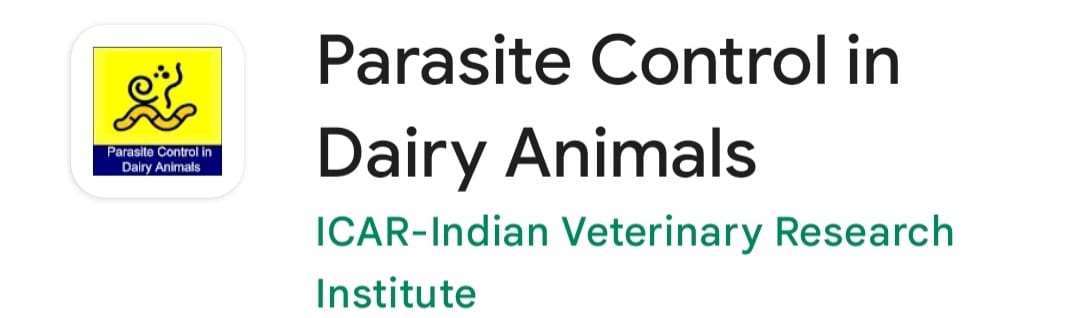 Parasite Control in
Dairy Animals
ICAR-Indian Veterinary Research
Institute
Parasite Control in
Dairy Animals